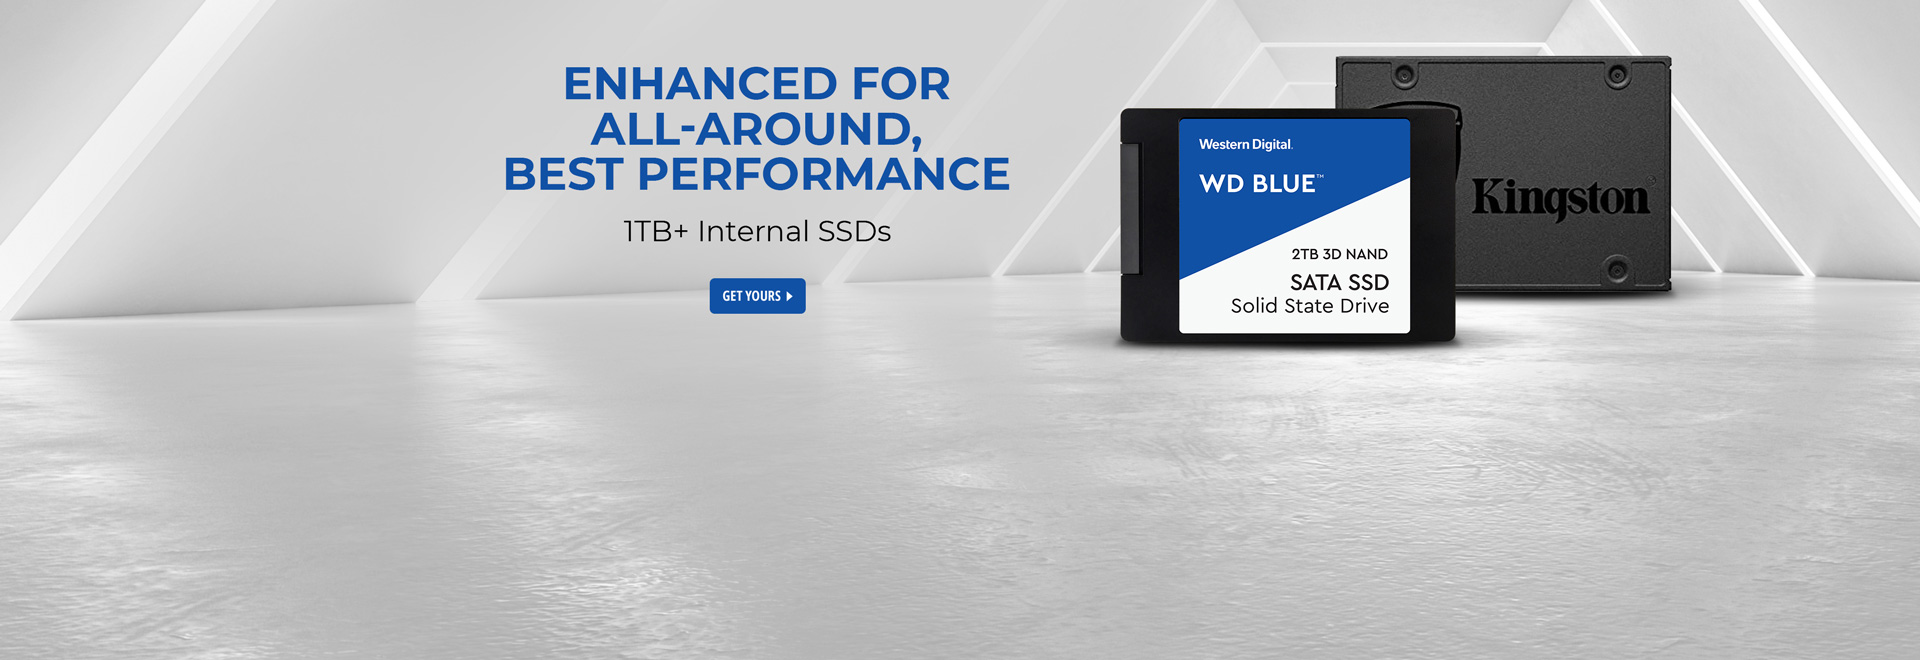 ENHANCED FOR
ALL-AROUND,
BEST PERFORMANCE
1TB+ Internal SSDs
GET YOURS
Western Digital.
WD BLUE™
2TB 3D NAND
SATA SSD
Solid State Drive
Kingston